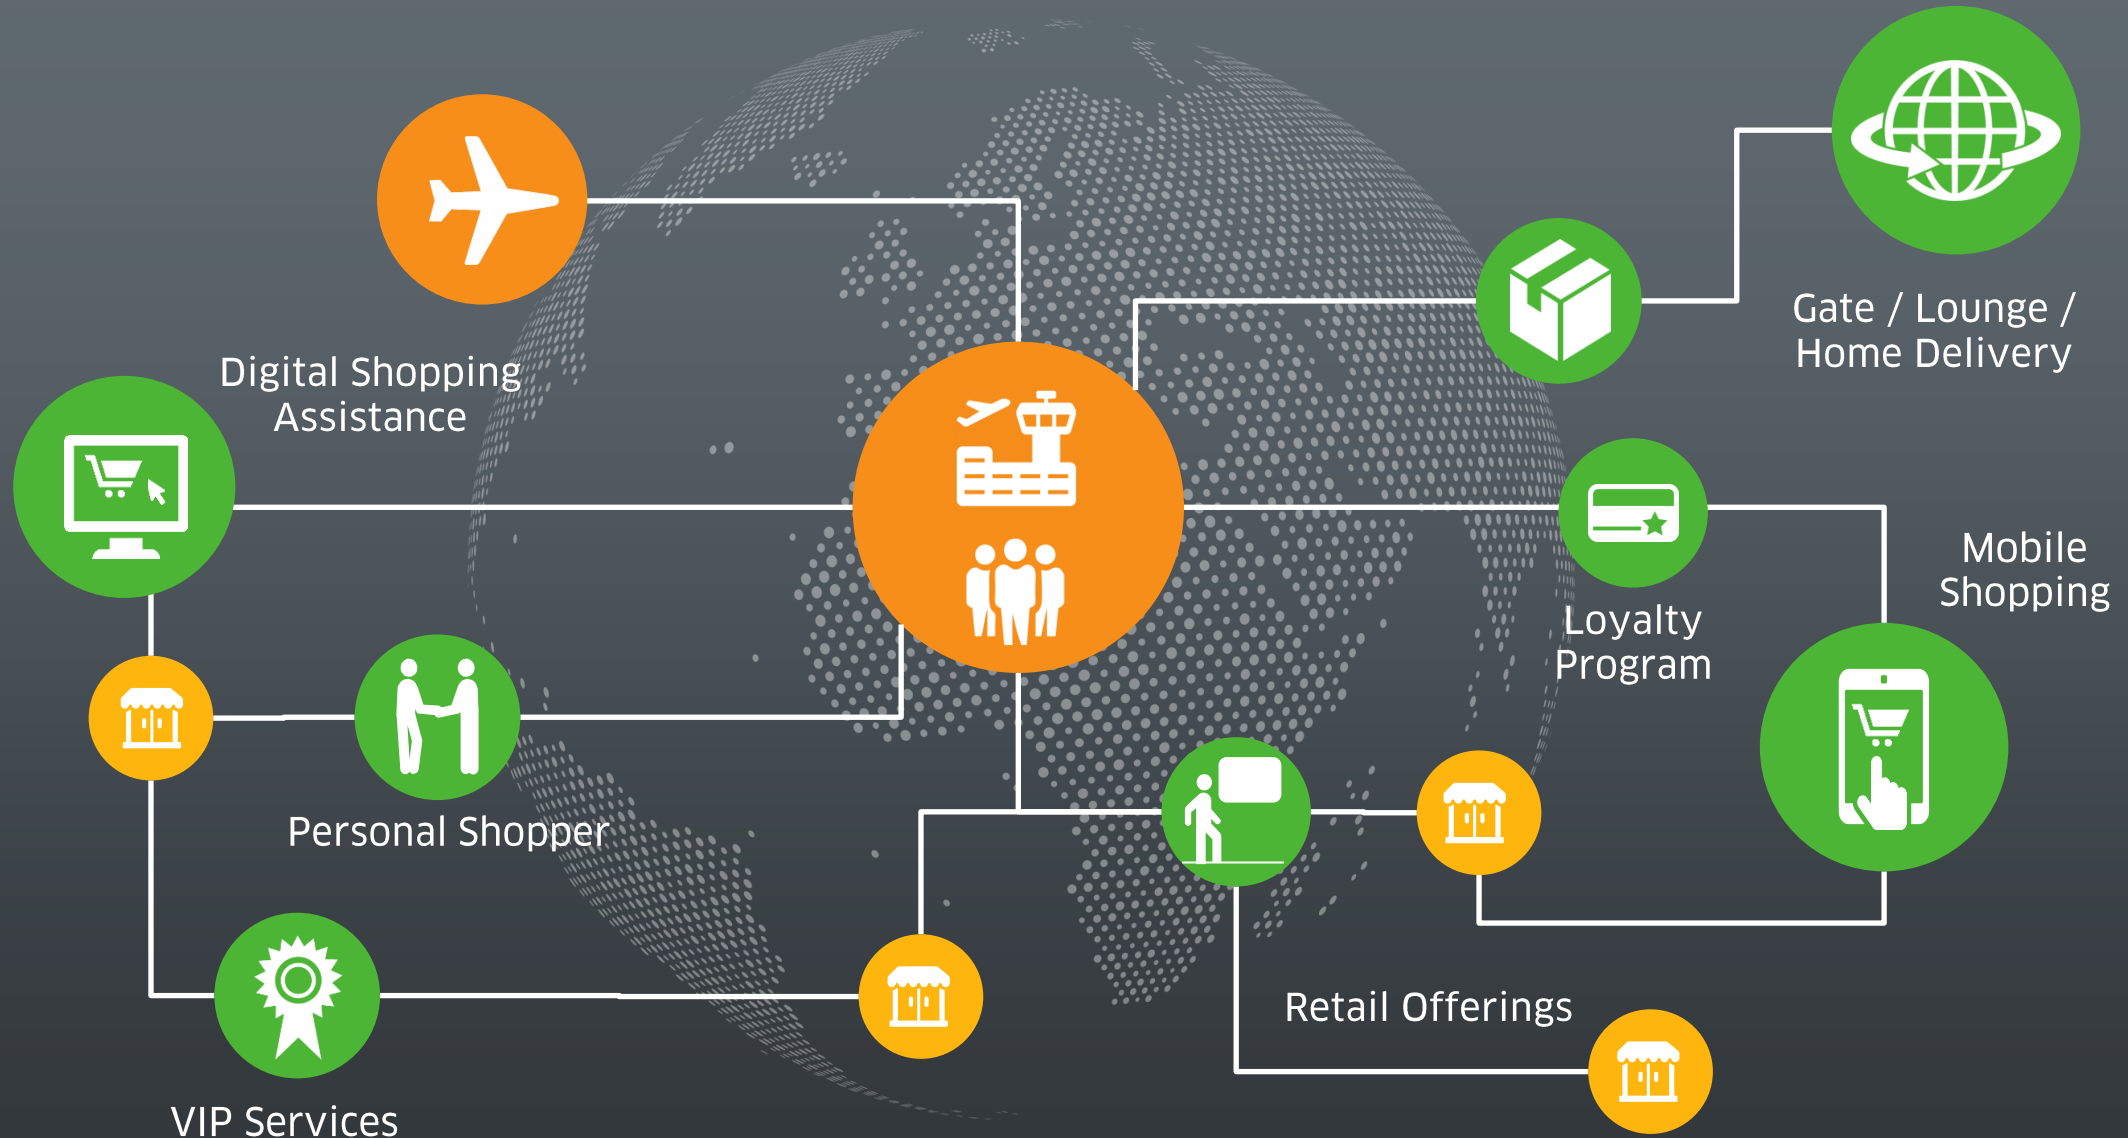 Gate / Lounge /
Home Delivery
Digital Shopping
Assistance
Mobile
Shopping
Loyalty
Program
Personal Shopper
Retail Offerings
VIP Services